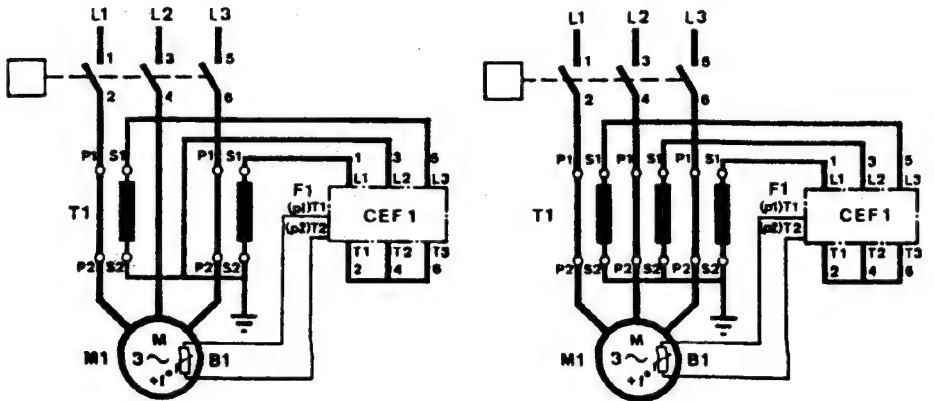 L1 L2 L3
1 3 5
2 4 6
P1 S1 P1 S1 1 3 5
L1 L2 L3
F1
(p1)T1
(p2)T2
CEF 1
T1
T1 T2 T3
P2 S2 P2 S2 2 4 6
M
M1 3 ~ B1
+t°
L1 L2 L3
1 3 5
2 4 6
P1 S1 P1 S1 P1 S1 1 3 5
L1 L2 L3
F1
(p1)T1
(p2)T2
CEF 1
T1
T1 T2 T3
P2 S2 P2 S2 P2 S2 2 4 6
M
M1 3 ~ B1
+t°